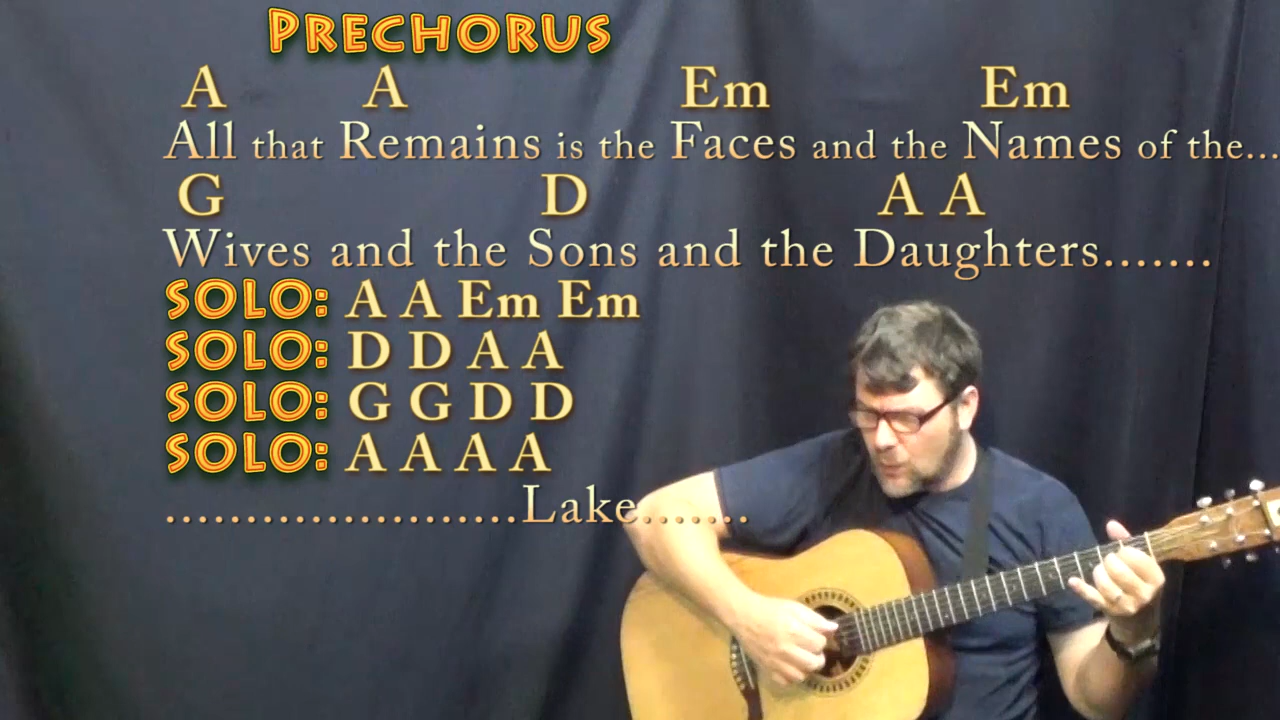 PRECHORUS
A A Em Em
All that Remains is the Faces and the Names of the...
G D A A
Wives and the Sons and the Daughters.......
SOLO: A A Em Em
SOLO: D D A A
SOLO: G G D D
SOLO: A A A A
......................Lake.......